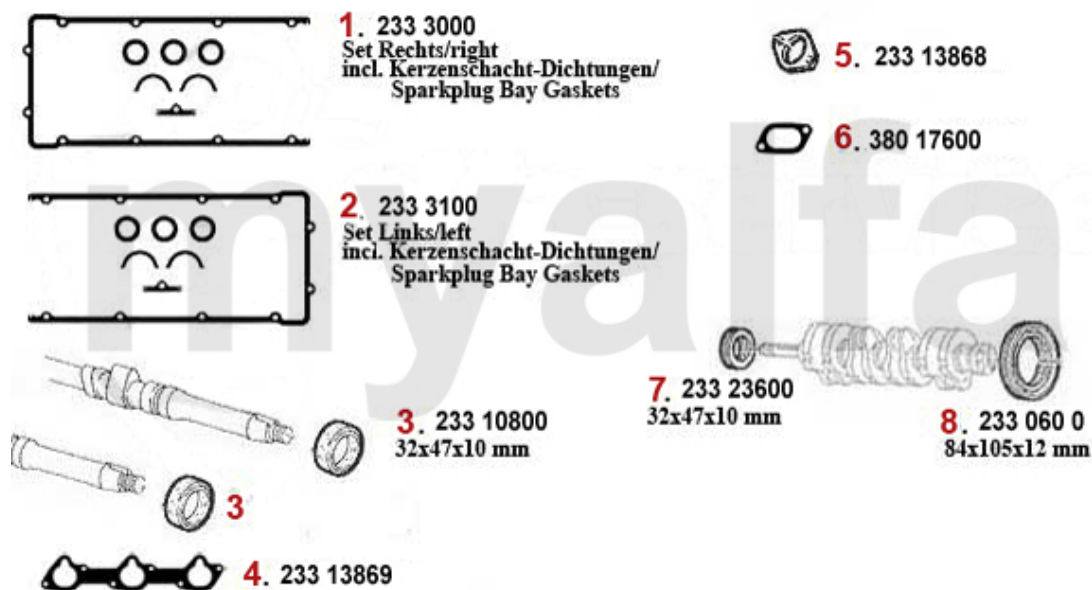 1. 233 3000
Set Rechts/right
incl. Kerzenschacht-Dichtungen/
Sparkplug Bay Gaskets
2. 233 3100
Set Links/left
incl. Kerzenschacht-Dichtungen/
Sparkplug Bay Gaskets
3. 233 10800
32x47x10 mm
3
4. 233 13869
5. 233 13868
6. 380 17600
7. 233 23600
32x47x10 mm
8. 233 060 0
84x105x12 mm
myalfa